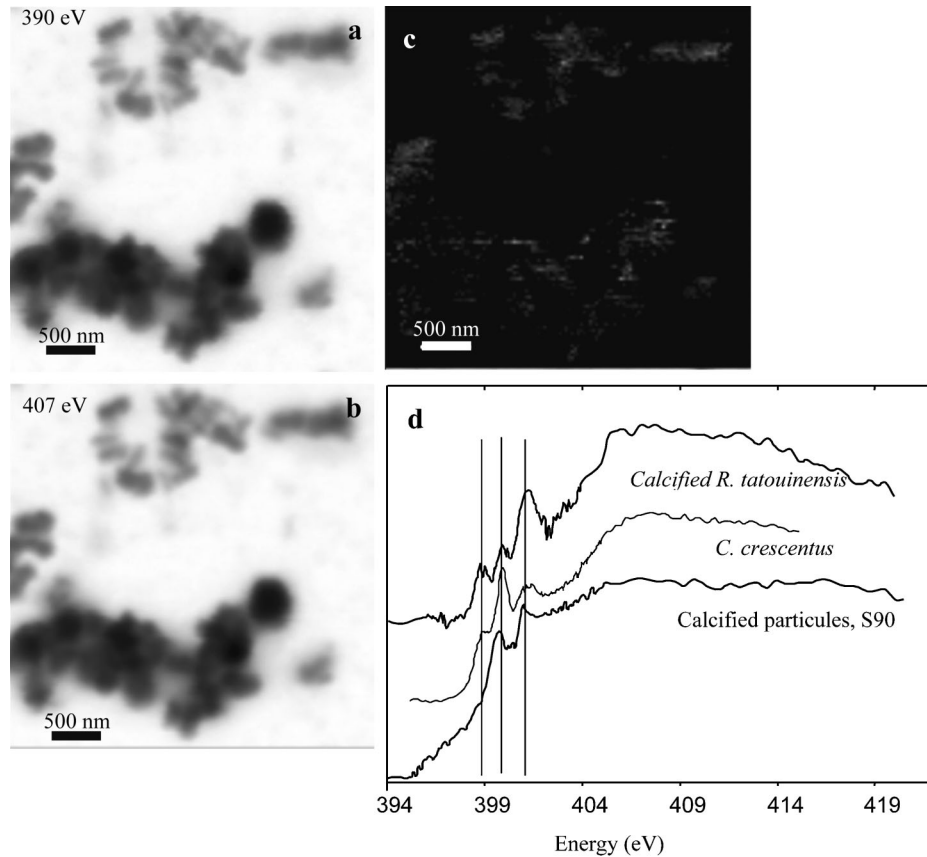 390 eV
a
500 nm
c
500 nm
407 eV
b
500 nm
d
Calcified R. tatouinensis
C. crescentus
Calcified particules, S90
394 399 404 409 414 419
Energy (eV)